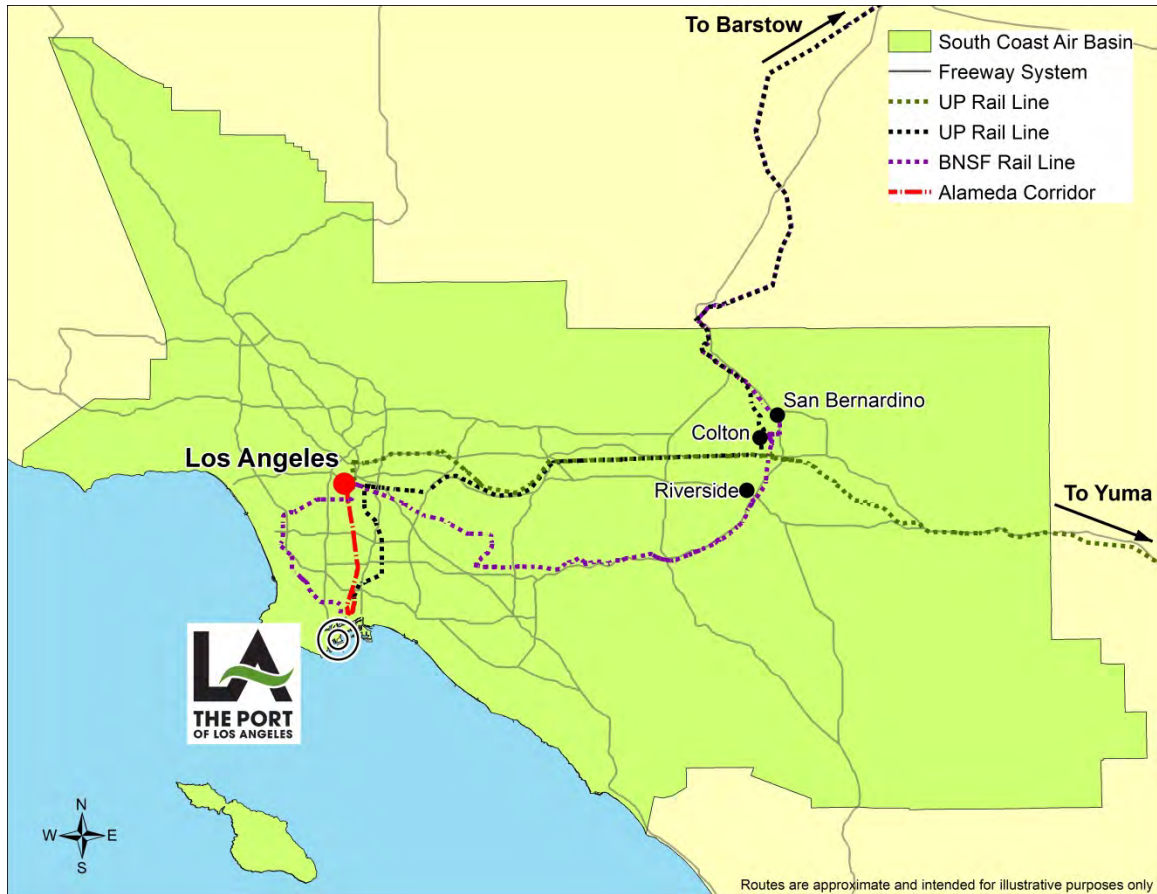 To Barstow
South Coast Air Basin
Freeway System
UP Rail Line
UP Rail Line
BNSF Rail Line
Alameda Corridor
San Bernardino
Colton
Los Angeles
Riverside
To Yuma
LA
THE PORT
OF LOS ANGELES
N
W E
S
Routes are approximate and intended for illustrative purposes only